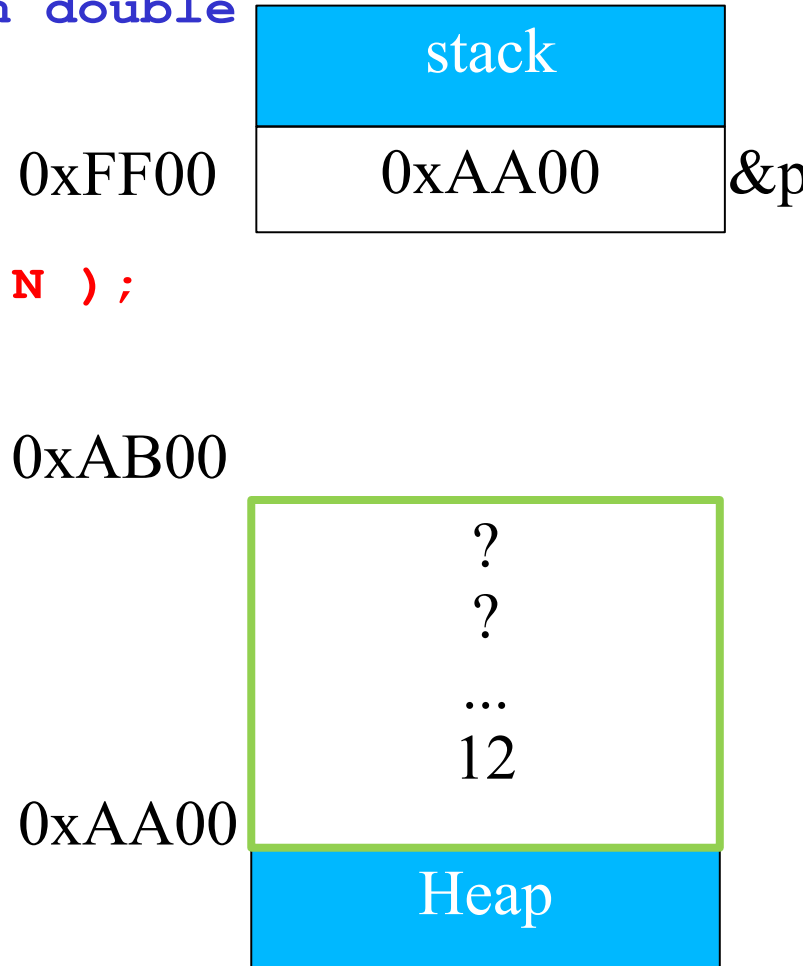 double
stack
0xFF00 0xAA00 &p
N );
0xAB00
?
?
...
12
0xAA00
Heap